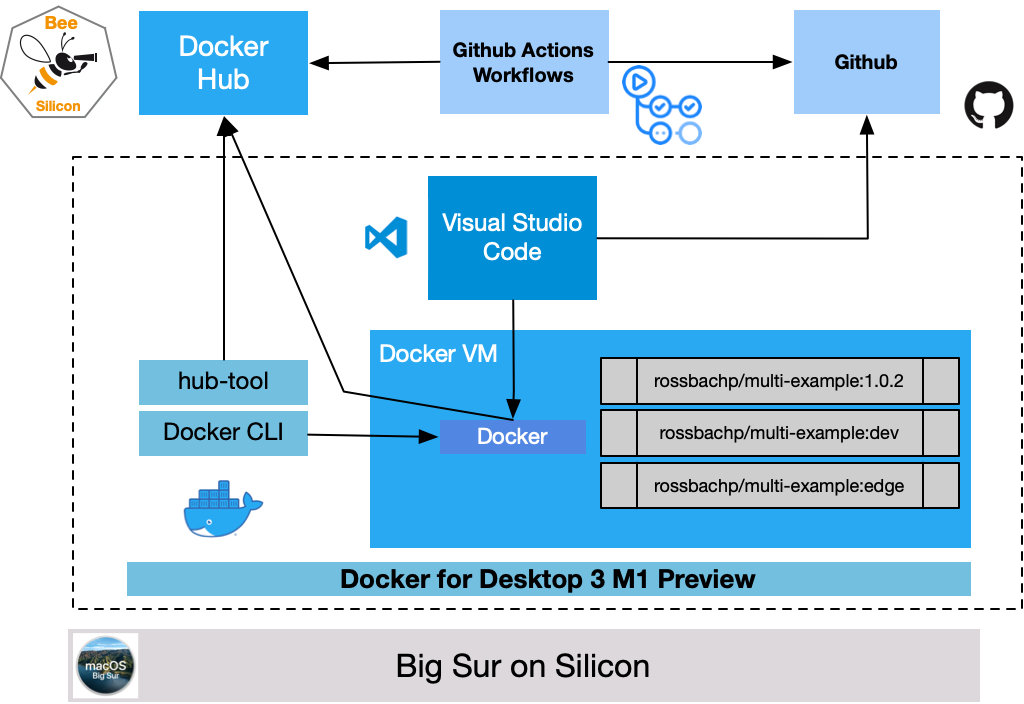 Bee
Silicon
Docker
Hub
Github Actions
Workflows
Github
Visual Studio
Code
Docker VM
hub-tool
Docker CLI
Docker
rossbachp/multi-example:1.0.2
rossbachp/multi-example:dev
rossbachp/multi-example:edge
Docker for Desktop 3 M1 Preview
macOS
Big Sur
Big Sur on Silicon